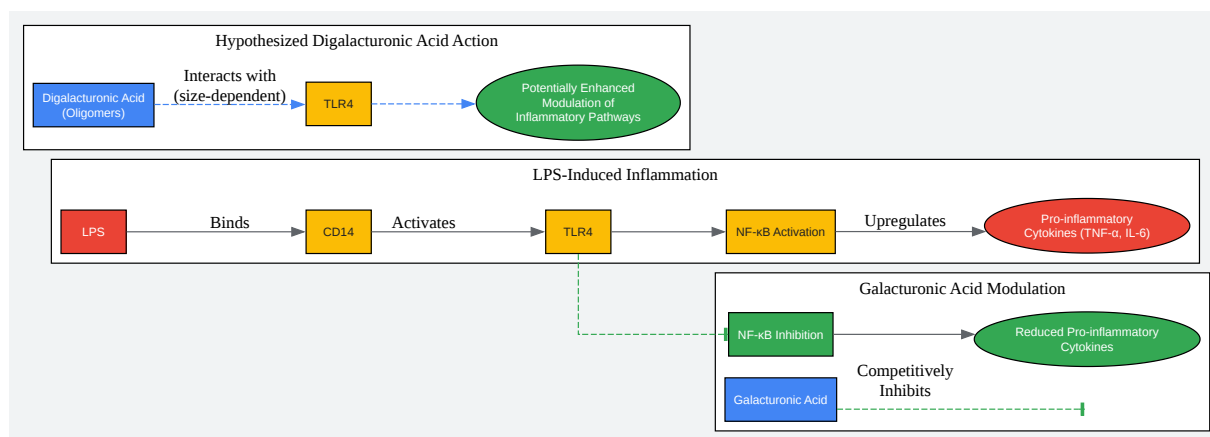 Hypothesized Digalacturonic Acid Action
Digalacturonic Acid
(Oligomers)
Interacts with
(size-dependent)
TLR4
Potentially Enhanced
Modulation of
Inflammatory Pathways
LPS-Induced Inflammation
LPS
Binds
CD14
Activates
TLR4
NF-κB Activation
Upregulates
Pro-inflammatory
Cytokines (TNF-α, IL-6)
Galacturonic Acid Modulation
NF-κB Inhibition
Reduced Pro-inflammatory
Cytokines
Galacturonic Acid
Competitively
Inhibits